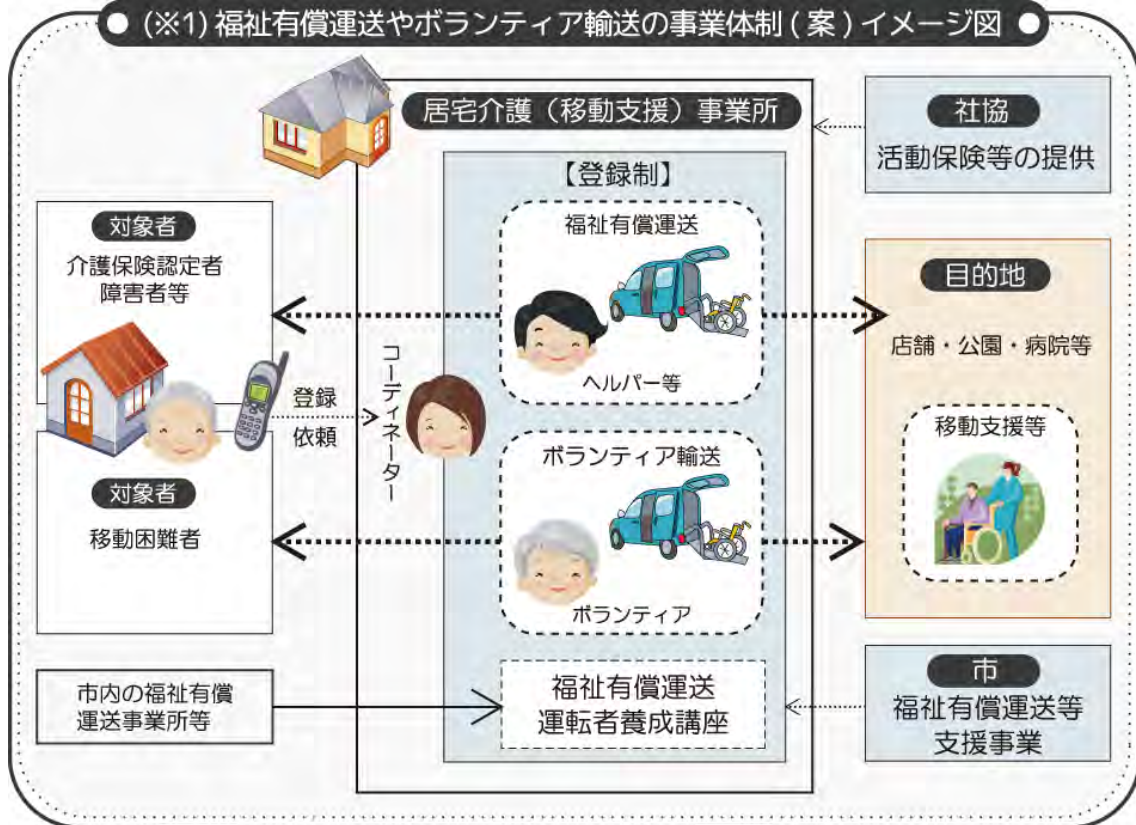 (※1) 福祉有償運送やボランティア輸送の事業体制 ( 案 ) イメージ図
居宅介護（移動支援）事業所
社協
活動保険等の提供
【登録制】
対象者
介護保険認定者
障害者等
福祉有償運送
ヘルパー等
目的地
店舗・公園・病院等
移動支援等
登録
依頼
コーディネーター
対象者
移動困難者
ボランティア輸送
ボランティア
市内の福祉有償
運送事業所等
福祉有償運送
運転者養成講座
市
福祉有償運送等
支援事業